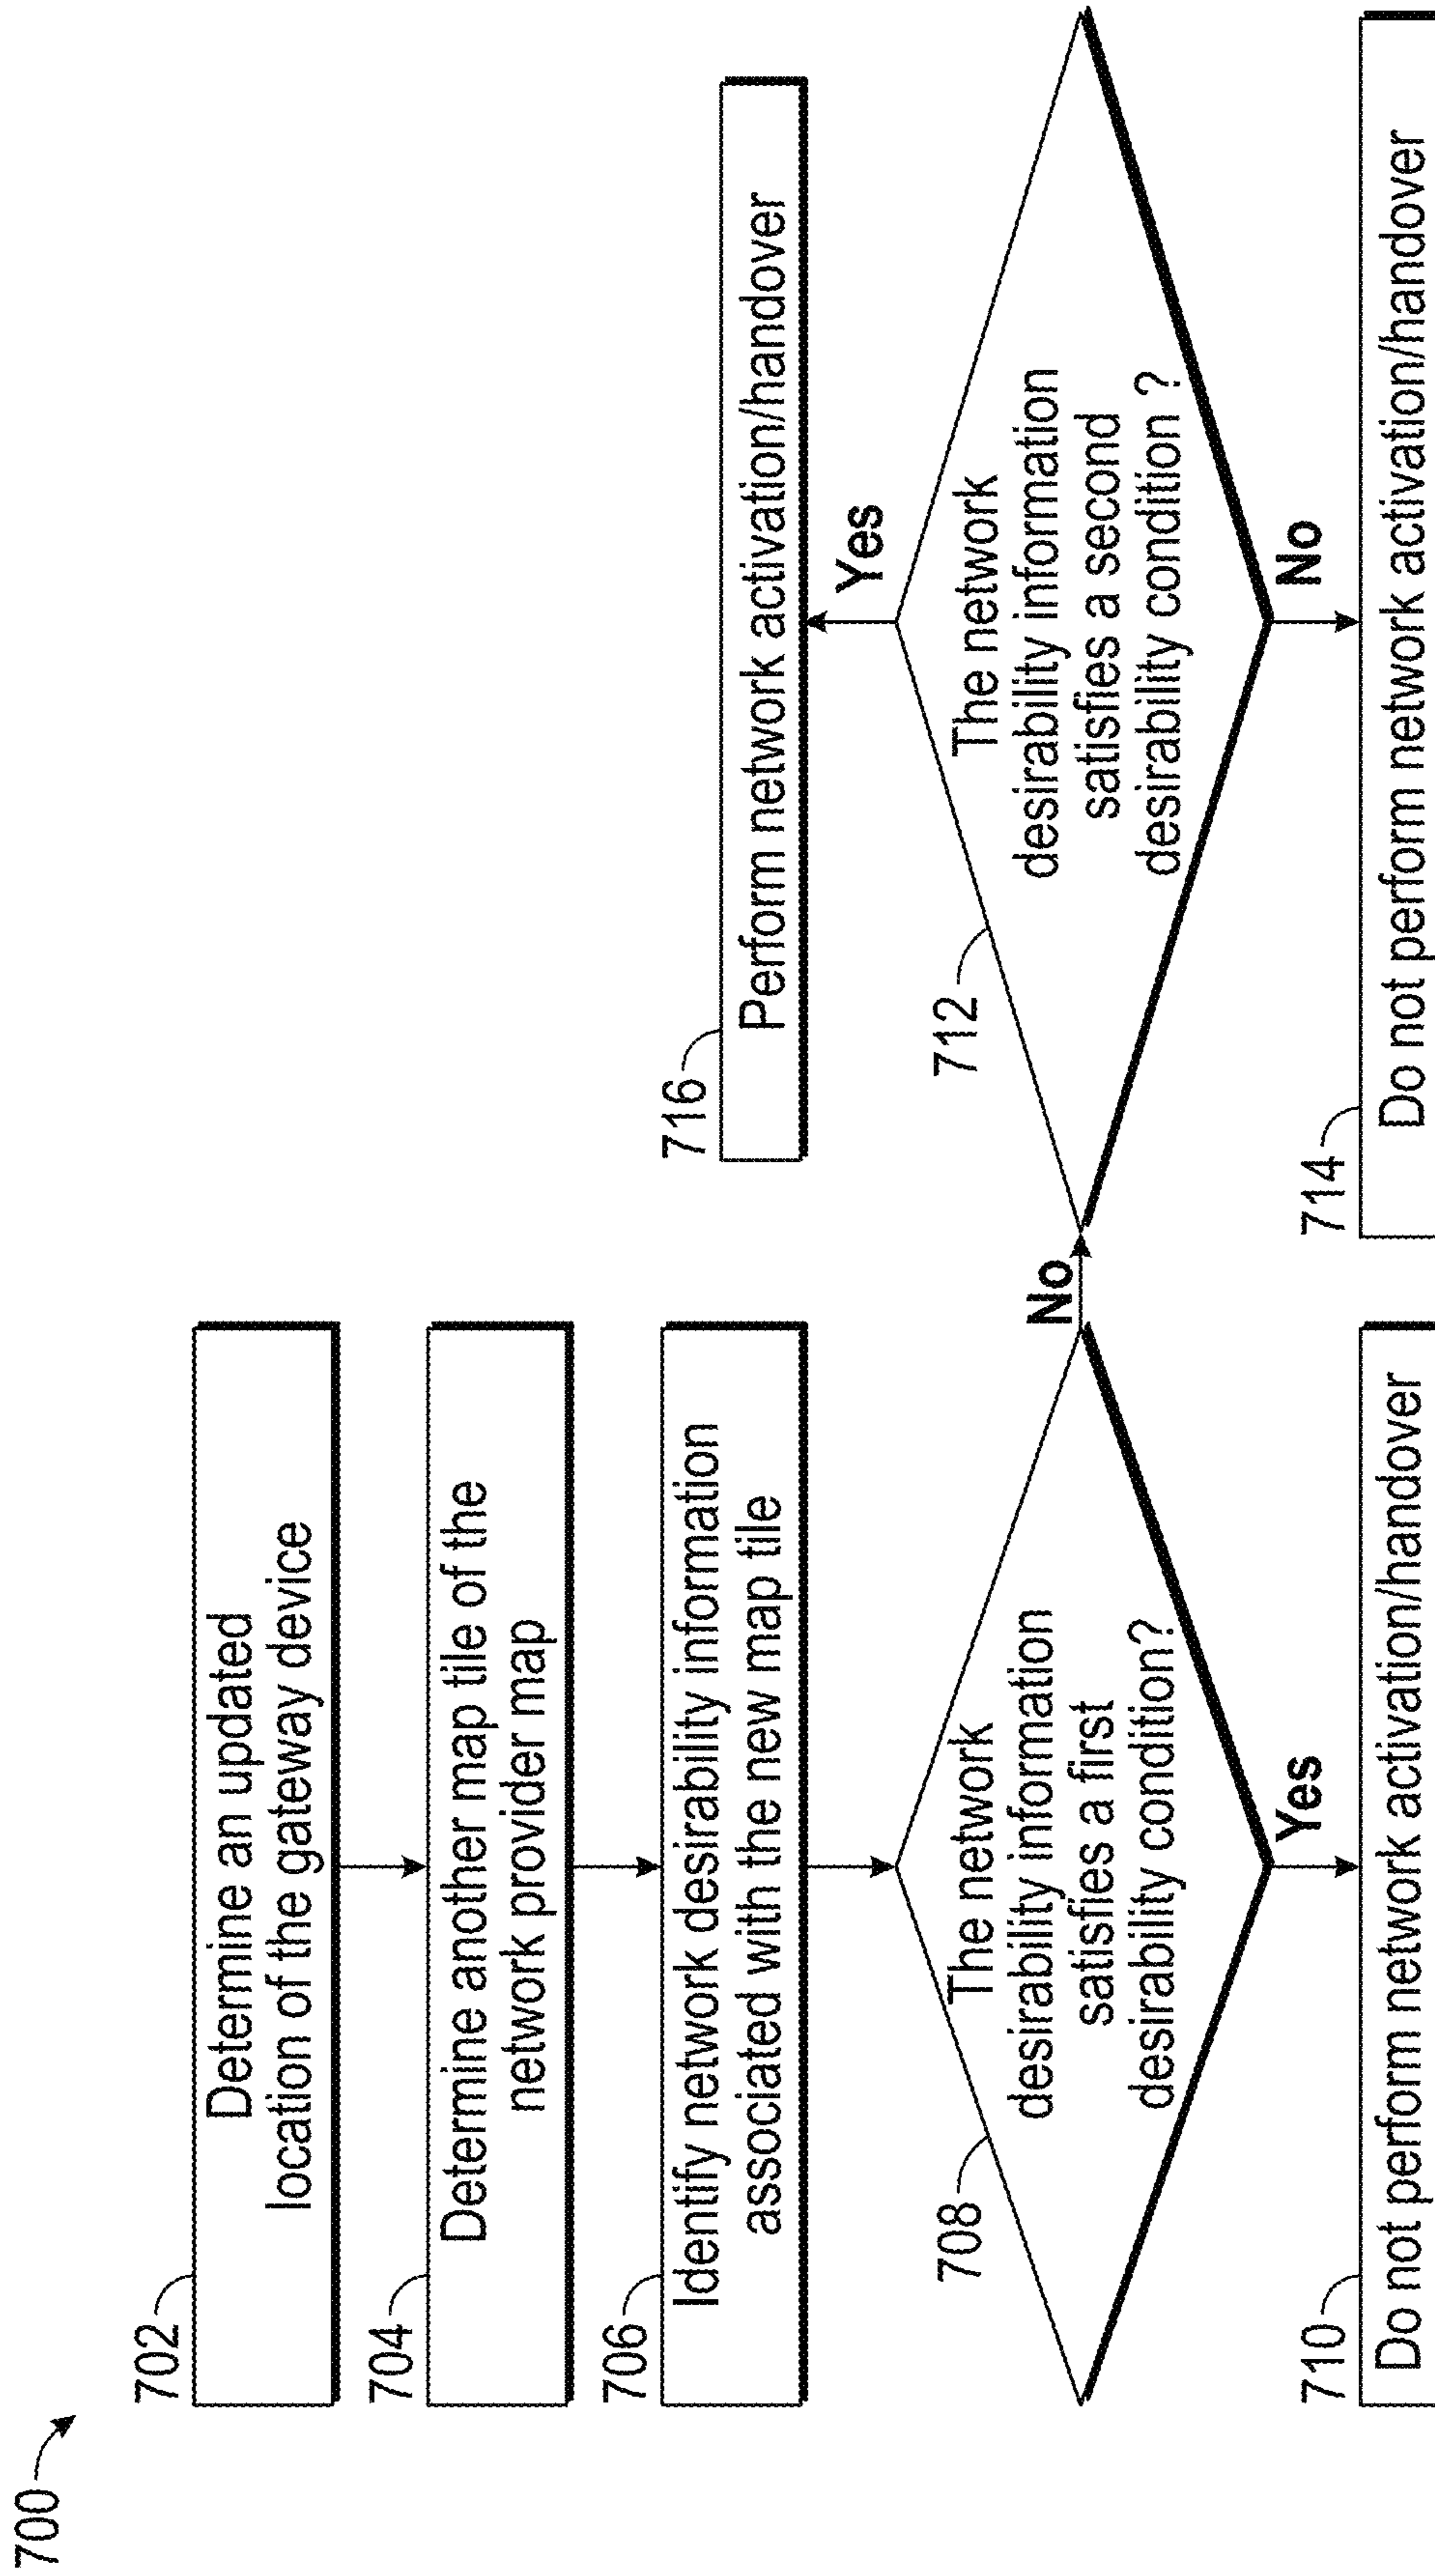 700
702
Determine an updated
location of the gateway device
704
Determine another map tile of the
network provider map
706
Identify network desirability information
associated with the new map tile
708
The network
desirability information
satisfies a first
desirability condition?
Yes
710
Do not perform network activation/handover
No
712
The network
desirability information
satisfies a second
desirability condition ?
No
714
Do not perform network activation/handover
Yes
716
Perform network activation/handover